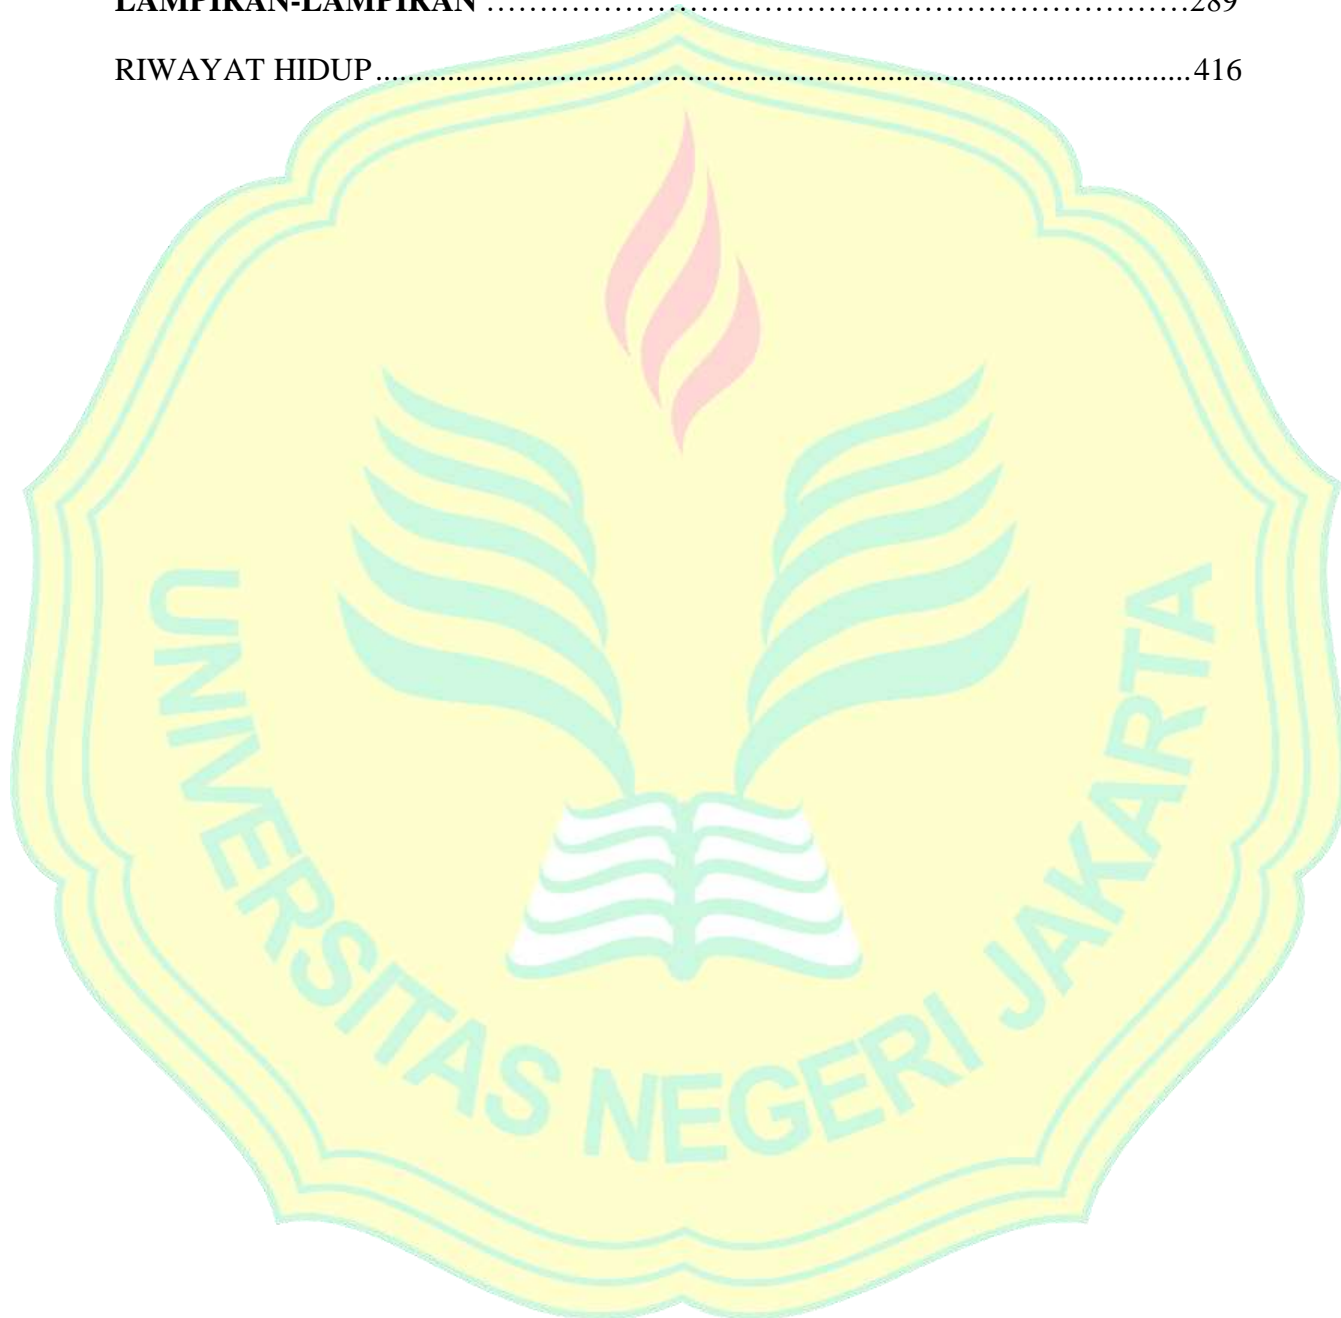 LAMPIRAN-LAMPIRAN ……………………………………………………………289
RIWAYAT HIDUP.....................................................................................................416
UNIVERSITAS NEGERI JAKARTA